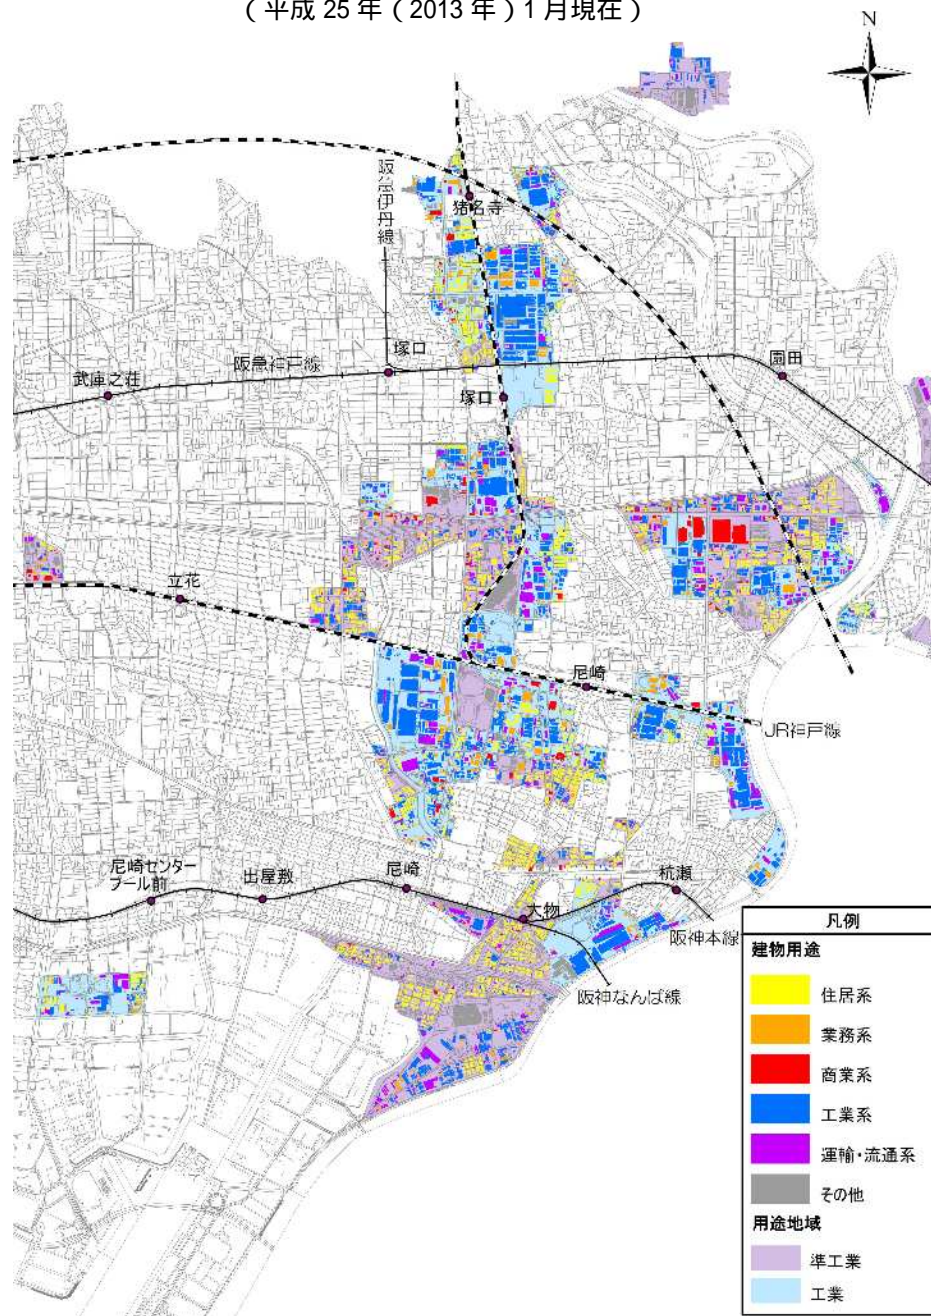 （平成 25 年（2013 年）1 月現在）
N
阪急伊丹線
猪名寺
塚口
阪急神戸線
武庫之荘
園田
塚口
立花
尼崎
JR神戸線
尼崎センター
プール前
出屋敷
尼崎
大物
杭瀬
阪神本線
阪神なんば線
凡例
建物用途
住居系
業務系
商業系
工業系
運輸・流通系
その他
用途地域
準工業
工業